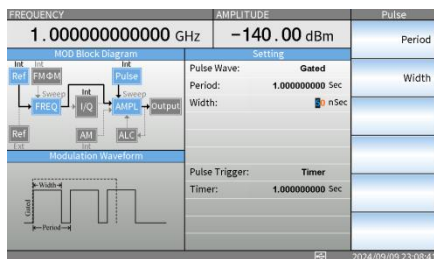 FREQUENCY
AMPLITUDE
Pulse
1.000000000000 GHz
-140.00 dBm
Period
MOD Block Diagram
Setting
Int
Int
Int
Ref
FMΦM
Pulse
Pulse Wave: Gated
Period: 1.000000000 Sec
Width
Sweep
Int
Sweep
Width: nSec
FREQ
I/Q
AMPL
Output
Ref
AM
ALC
Ext
Int
Modulation Waveform
Pulse Trigger: Timer
Width
Timer: 1.000000000 Sec
Gated
Period
2024/09/09 23:08:41